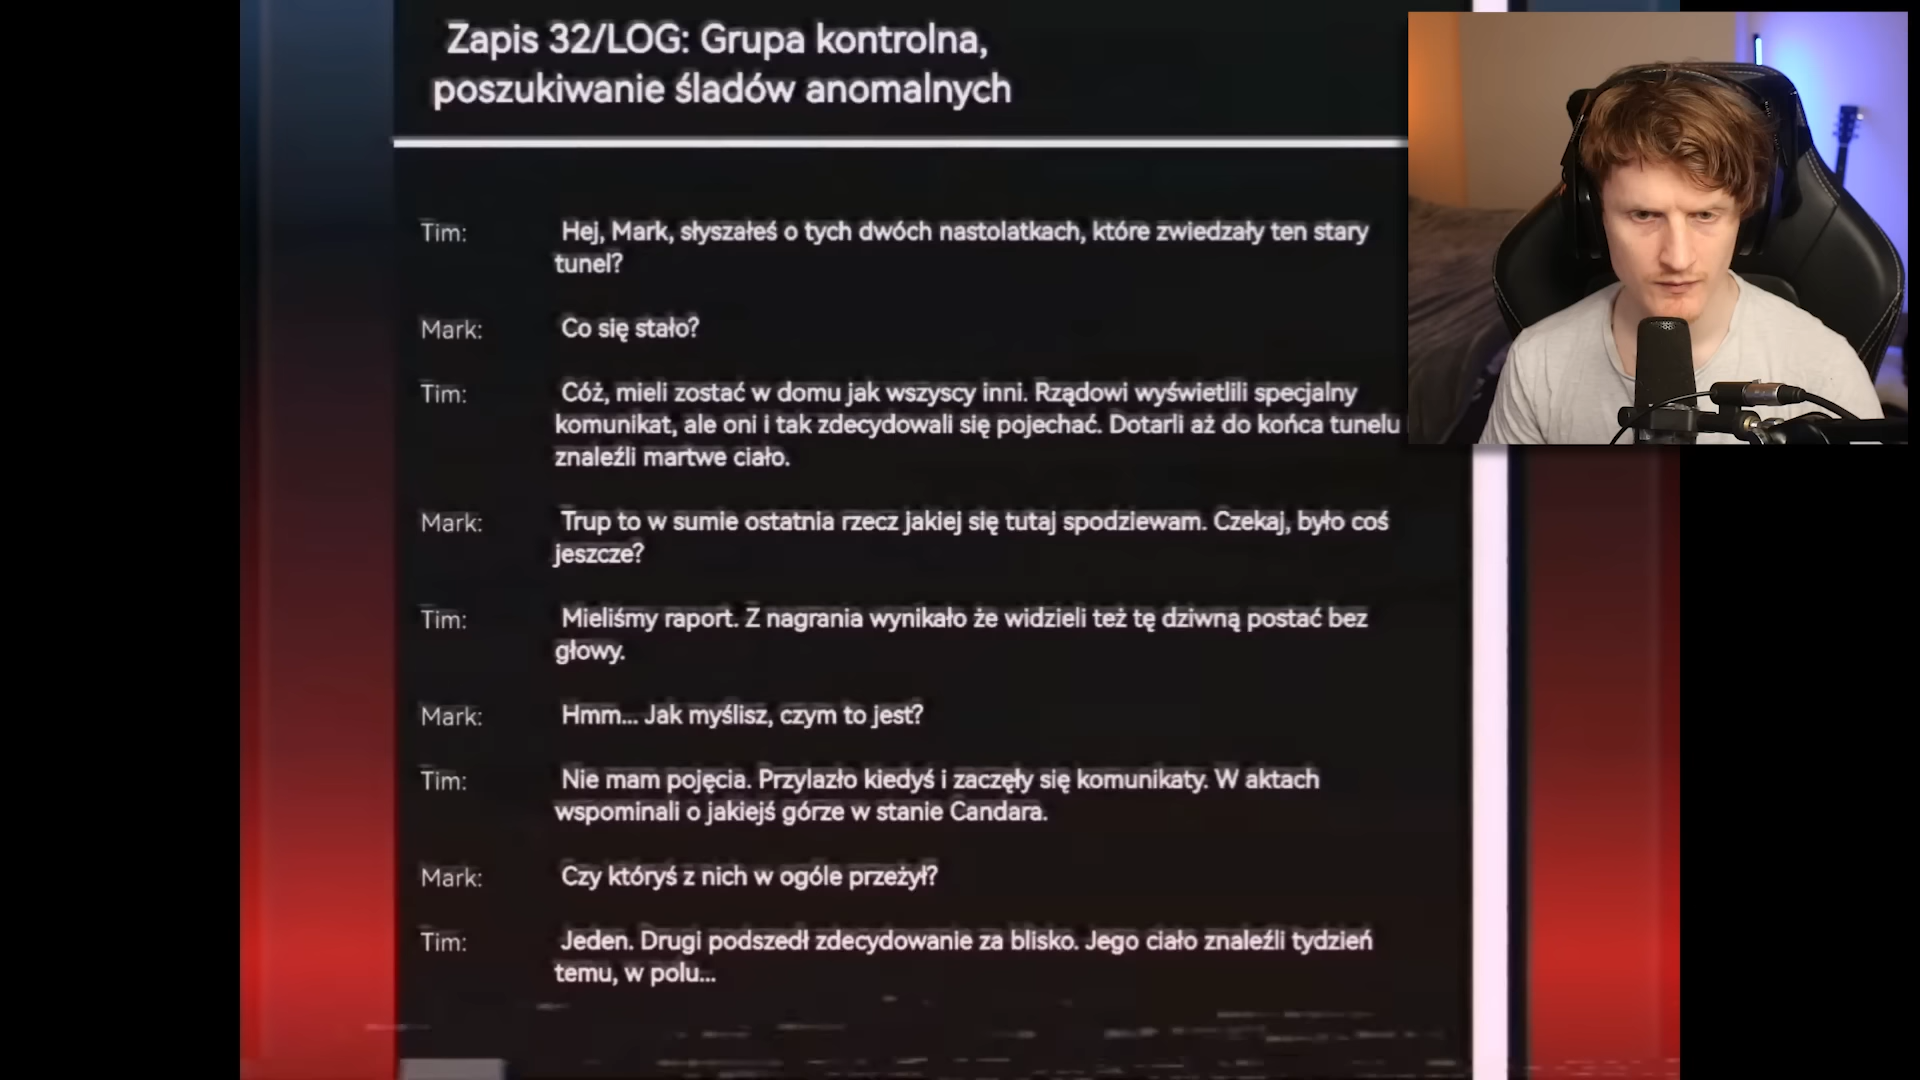 Zapis 32/LOG: Grupa kontrolna,
poszukiwanie śladów anomalnych
Tim: Hej, Mark, słyszałeś o tych dwóch nastolatkach, które zwiedzały ten stary
tunel?
Mark: Co się stało?
Tim: Cóż, mieli zostać w domu jak wszyscy inni. Rządowi wyświetlili specjalny
komunikat, ale oni i tak zdecydowali się pojechać. Dotarli aż do końca tunelu
znaleźli martwe ciało.
Mark: Trup to w sumie ostatnia rzecz jakiej się tutaj spodziewam. Czekaj, było coś
jeszcze?
Tim: Mieliśmy raport. Z nagrania wynikało że widzieli też tę dziwną postać bez
głowy.
Mark: Hmm... Jak myślisz, czym to jest?
Tim: Nie mam pojęcia. Przylazło kiedyś i zaczęły się komunikaty. W aktach
wspominali o jakiejś górze w stanie Candara.
Mark: Czy któryś z nich w ogóle przeżył?
Tim: Jeden. Drugi podszedł zdecydowanie za blisko. Jego ciało znaleźli tydzień
temu, w polu...